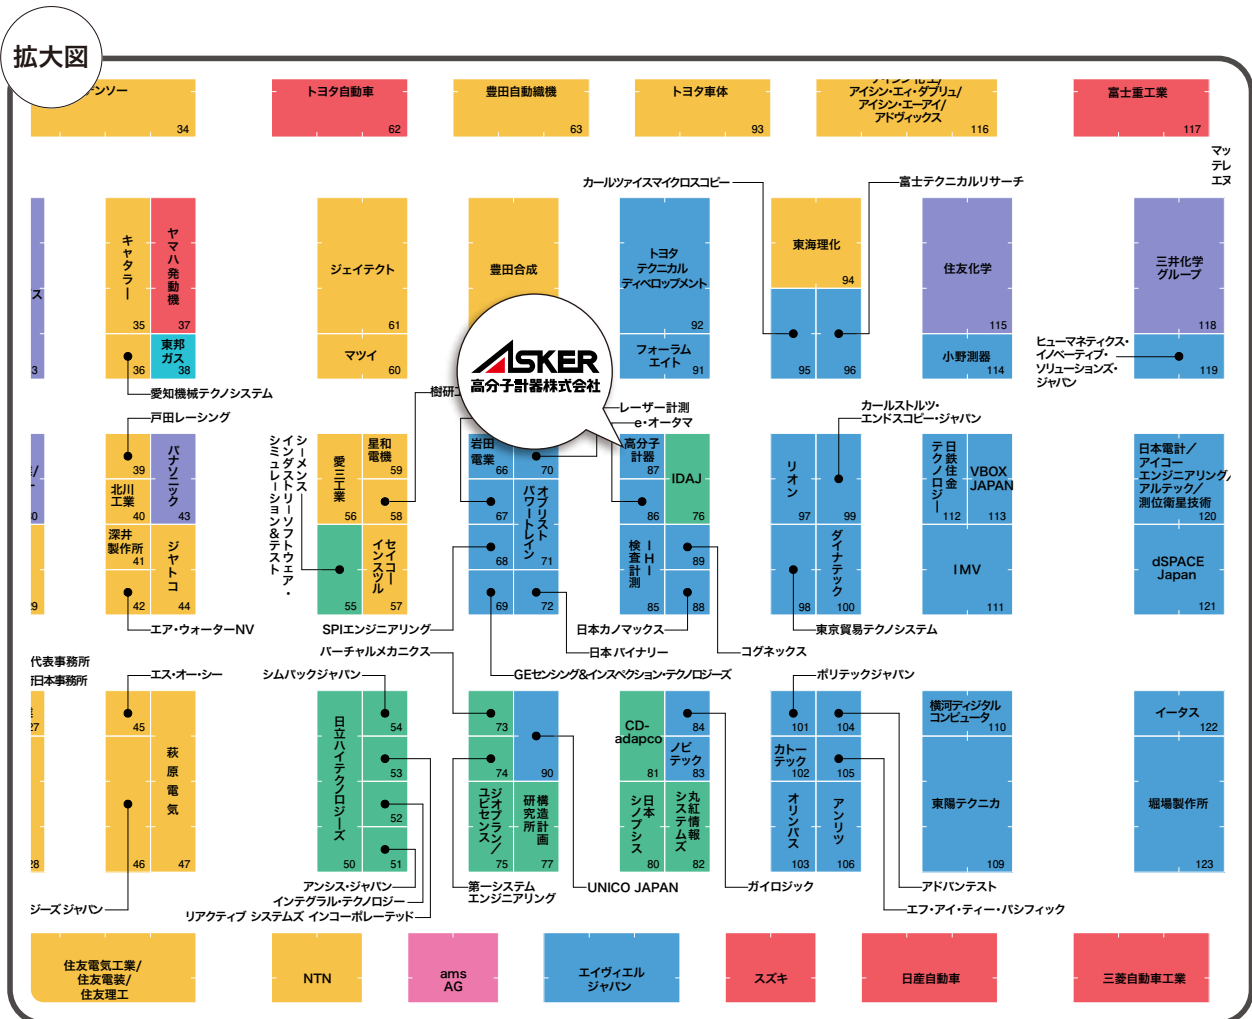 拡大図
ンソー
34
トヨタ自動車
62
豊田自動織機
63
トヨタ車体
93
アイシン・エィ・ダブリュ/
アイシン・エーアイ/
アドヴィックス
116
富士重工業
117
マッ
テレ
エヌ
カールツァイスマイクロスコピー
富士テクニカルリサーチ
ス
3
キャタラー
35
ヤマハ発動機
37
36
東邦
ガス
38
愛知機械テクノシステム
ジェイテクト
61
マツイ
60
豊田合成
ASKER
高分子計器株式会社
トヨタ
テクニカル
ディベロップメント
92
フォーラム
エイト
91
東海理化
94
95
96
住友化学
115
小野測器
114
三井化学
グループ
118
119
ヒューマネティクス・
イノベーティブ・
ソリューションズ・
ジャパン
戸田レーシング
39
北川
工業
40
パナソニック
43
深井
製作所
41
42
ジヤトコ
44
エア・ウォーターNV
29
シーメンス
インダストリーソフトウェア・
シミュレーション&テスト
愛三工業
56
星和
電機
59
58
55
セイコー
インスツル
57
樹研
岩田
電業
66
70
67
オブリスト
パワートレイン
71
68
69
72
SPIエンジニアリング
バーチャルメカニクス
日本バイナリー
GEセンシング&インスペクション・テクノロジーズ
レーザー計測
e・オータマ
高分子
計器
87
IDAJ
76
86
IHI
検査計測
85
89
88
日本カノマックス
コグネックス
カールストルツ・
エンドスコピー・ジャパン
リオン
97
99
98
ダイナテック
100
東京貿易テクノシステム
日鉄住金
テクノロジー
112
VBOX
JAPAN
113
IMV
111
日本電計/
アイコー
エンジニアリング/
アルテック/
測位衛星技術
120
dSPACE
Japan
121
代表事務所
日本事務所
27
28
エス・オー・シー
45
46
萩原電気
47
ジーズ ジャパン
シムパックジャパン
日立ハイテクノロジーズ
50
54
53
52
51
アンシス・ジャパン
インテグラル・テクノロジー
リアクティブ システムズ インコーポレーテッド
73
74
90
ジオプラン/
ユビセンス
75
構造計画
研究所
77
第一システム
エンジニアリング
UNICO JAPAN
CD-
adapco
81
84
ノビ
テック
83
日本
シノプシス
80
丸紅情報
システムズ
82
ガイロジック
ポリテックジャパン
101
104
カトー
テック
102
105
オリンパス
103
アンリツ
106
アドバンテスト
エフ・アイ・ティー・パシフィック
横河ディジタル
コンピュータ
110
東陽テクニカ
109
イータス
122
堀場製作所
123
住友電気工業/
住友電装/
住友理工
NTN
ams
AG
エイヴィエル
ジャパン
スズキ
日産自動車
三菱自動車工業